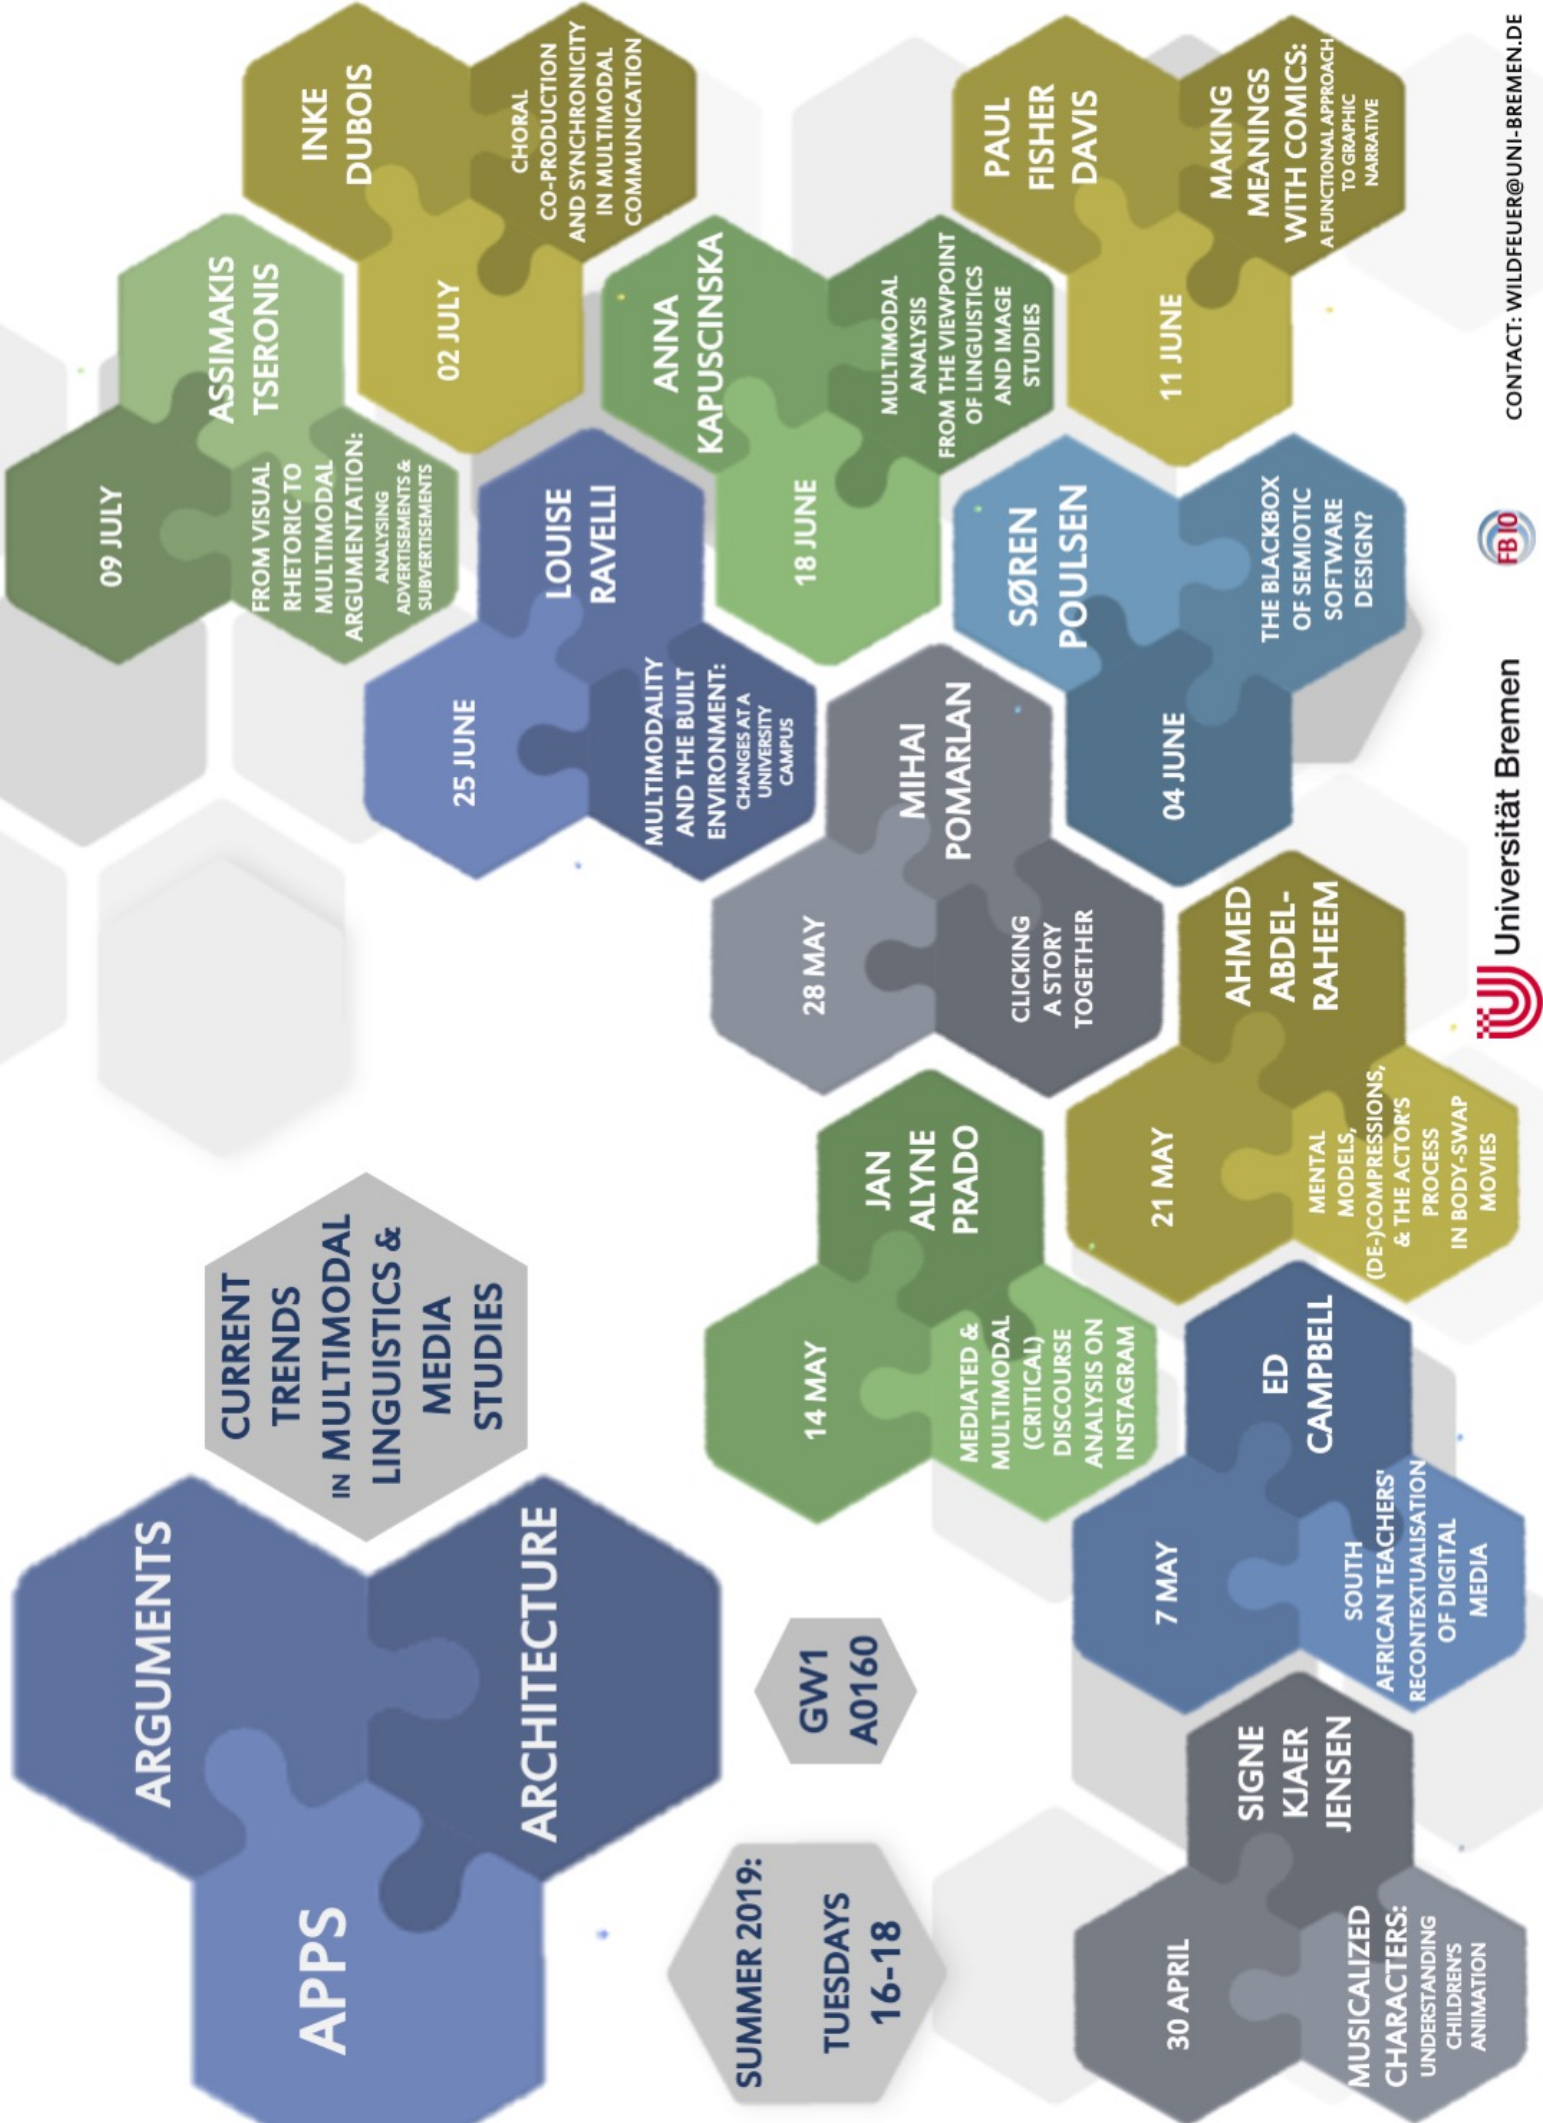 APPS
ARGUMENTS
ARCHITECTURE
CURRENT
TRENDS
IN MULTIMODAL
LINGUISTICS &
MEDIA
STUDIES
SUMMER 2019:
TUESDAYS
16-18
GW1
A0160
30 APRIL
SIGNE
KJAER
JENSEN
MUSICALIZED
CHARACTERS:
UNDERSTANDING
CHILDREN'S
ANIMATION
7 MAY
ED
CAMPBELL
SOUTH
AFRICAN TEACHERS'
RECONTEXTUALISATION
OF DIGITAL
MEDIA
14 MAY
JAN
ALYNE
PRADO
MEDIATED &
MULTIMODAL
(CRITICAL)
DISCOURSE
ANALYSIS ON
INSTAGRAM
21 MAY
AHMED
ABDEL-
RAHEEM
MENTAL
MODELS,
(DE-)COMPRESSIONS,
& THE ACTOR'S
PROCESS
IN BODY-SWAP
MOVIES
28 MAY
MIHAI
POMARLAN
CLICKING
A STORY
TOGETHER
04 JUNE
SØREN
POULSEN
THE BLACKBOX
OF SEMIOTIC
SOFTWARE
DESIGN?
11 JUNE
PAUL
FISHER
DAVIS
MAKING
MEANINGS
WITH COMICS:
A FUNCTIONAL APPROACH
TO GRAPHIC
NARRATIVE
18 JUNE
ANNA
KAPUSCINSKA
MULTIMODAL
ANALYSIS
FROM THE VIEWPOINT
OF LINGUISTICS
AND IMAGE
STUDIES
25 JUNE
LOUISE
RAVELLI
MULTIMODALITY
AND THE BUILT
ENVIRONMENT:
CHANGES AT A
UNIVERSITY
CAMPUS
02 JULY
INKE
DUBOIS
CHORAL
CO-PRODUCTION
AND SYNCHRONICITY
IN MULTIMODAL
COMMUNICATION
09 JULY
ASSIMAKIS
TSERONIS
FROM VISUAL
RHETORIC TO
MULTIMODAL
ARGUMENTATION:
ANALYSING
ADVERTISEMENTS &
SUBVERTISEMENTS
Universität Bremen
FB 10
CONTACT: WILDFEUER@UNI-BREMEN.DE